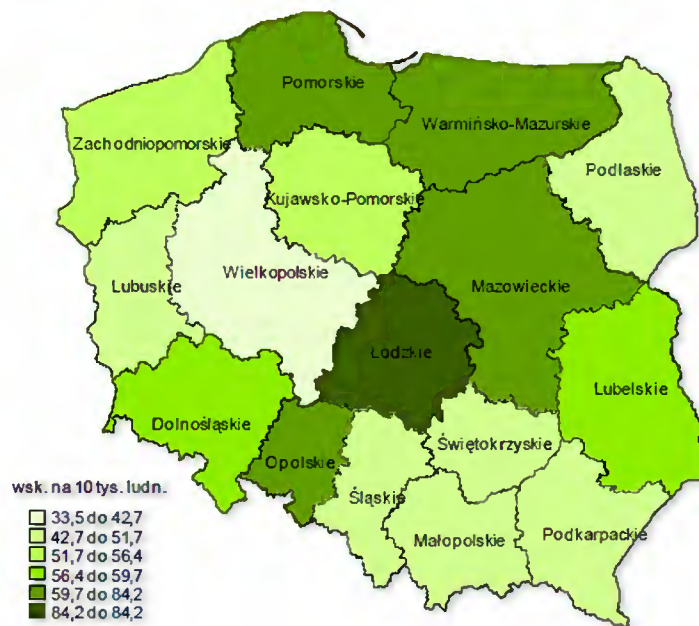 Pomorskie
Warmińsko-Mazurskie
Zachodniopomorskie
Podlaskie
Kujawsko-Pomorskie
Wielkopolskie
Lubuskie
Mazowieckie
Łódzkie
Lubelskie
Dolnośląskie
Świętokrzyskie
Opolskie
Śląskie
Małopolskie
Podkarpackie
wsk. na 10 tys. ludn.
33,5 do 42,7
42,7 do 51,7
51,7 do 56,4
56,4 do 59,7
59,7 do 84,2
84,2 do 84,2